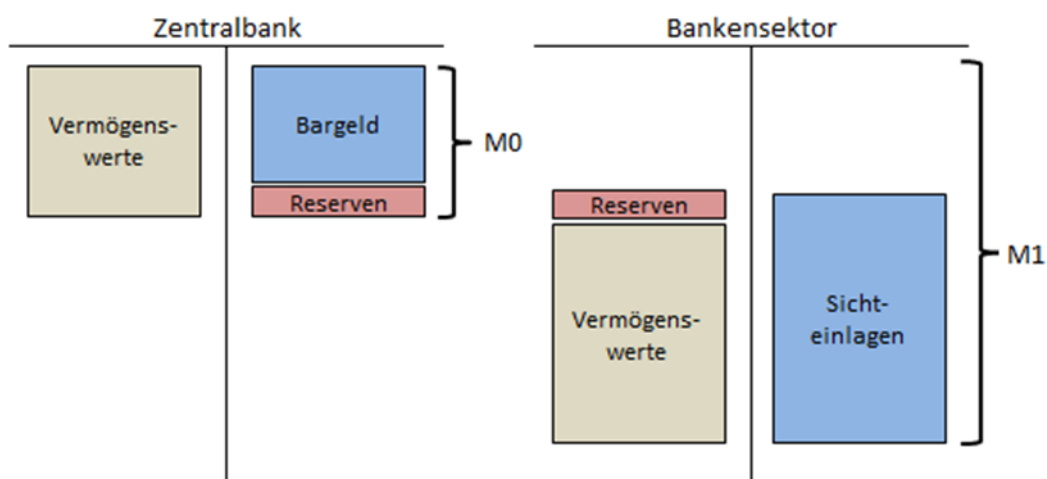 Zentralbank
Vermögens-
werte
Bargeld
Reserven
M0
Bankensektor
Reserven
Vermögens-
werte
Sicht-
einlagen
M1